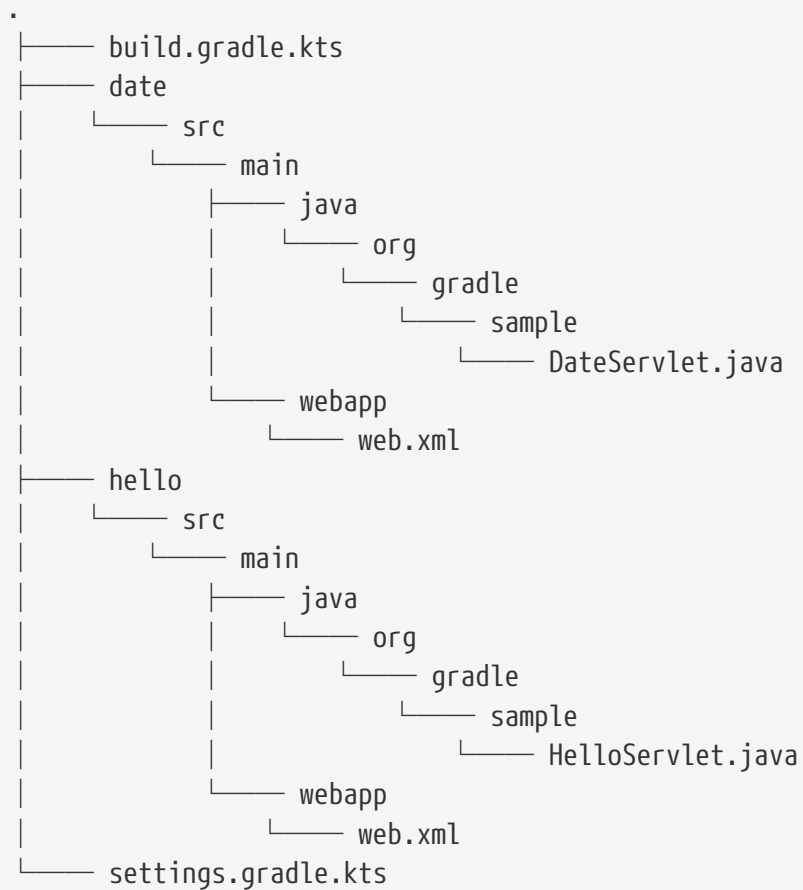 .
├── build.gradle.kts
├── date
│   └── src
│       └── main
│           ├── java
│           │   └── org
│           │       └── gradle
│           │           └── sample
│           │               └── DateServlet.java
│           └── webapp
│               └── web.xml
├── hello
│   └── src
│       └── main
│           ├── java
│           │   └── org
│           │       └── gradle
│           │           └── sample
│           │               └── HelloServlet.java
│           └── webapp
│               └── web.xml
└── settings.gradle.kts